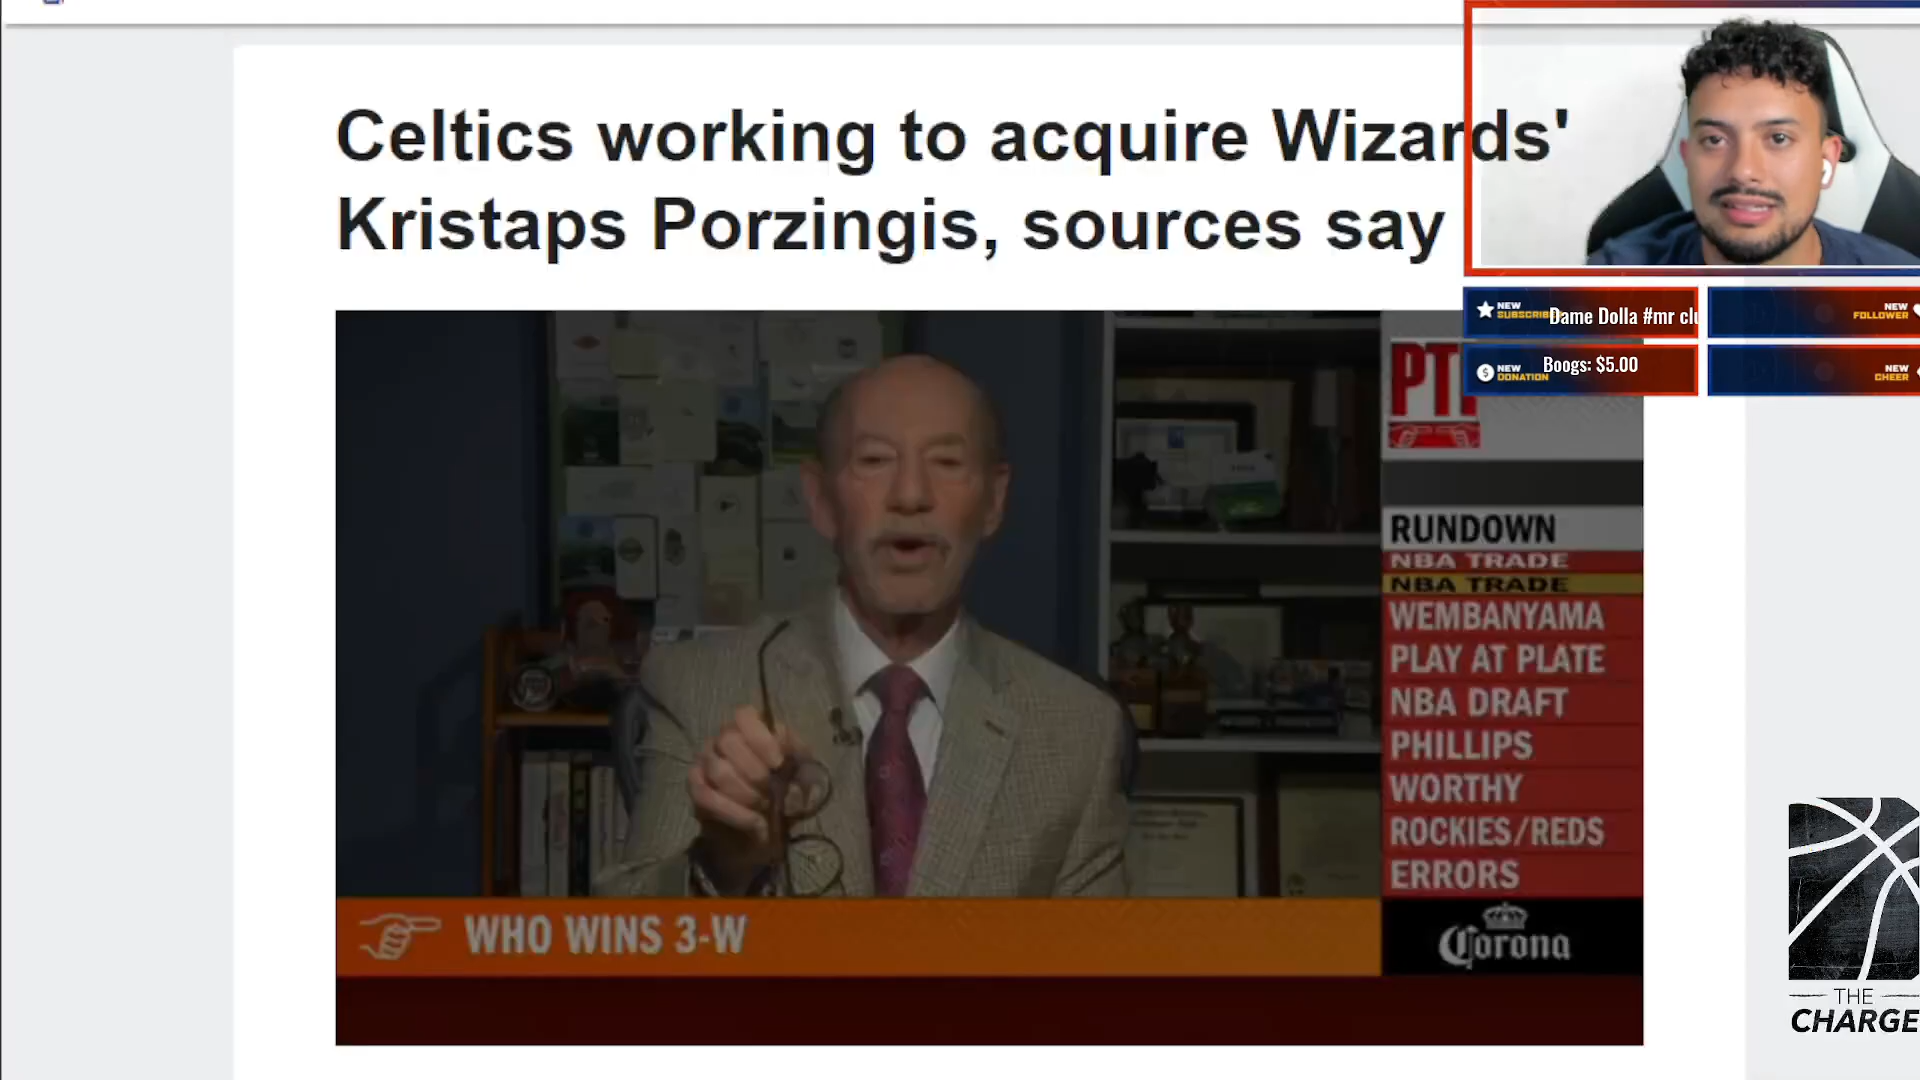 Celtics working to acquire Wizards'
Kristaps Porzingis, sources say
NEW
SUBSCRIBE
Dame Dolla #mr clu
NEW
FOLLOWER
NEW
DONATION
Boogs: $5.00
NEW
CHEER
PTI
RUNDOWN
NBA TRADE
NBA TRADE
WEMBANYAMA
PLAY AT PLATE
NBA DRAFT
PHILLIPS
WORTHY
ROCKIES/REDS
ERRORS
WHO WINS 3-W
Corona
THE
CHARGE